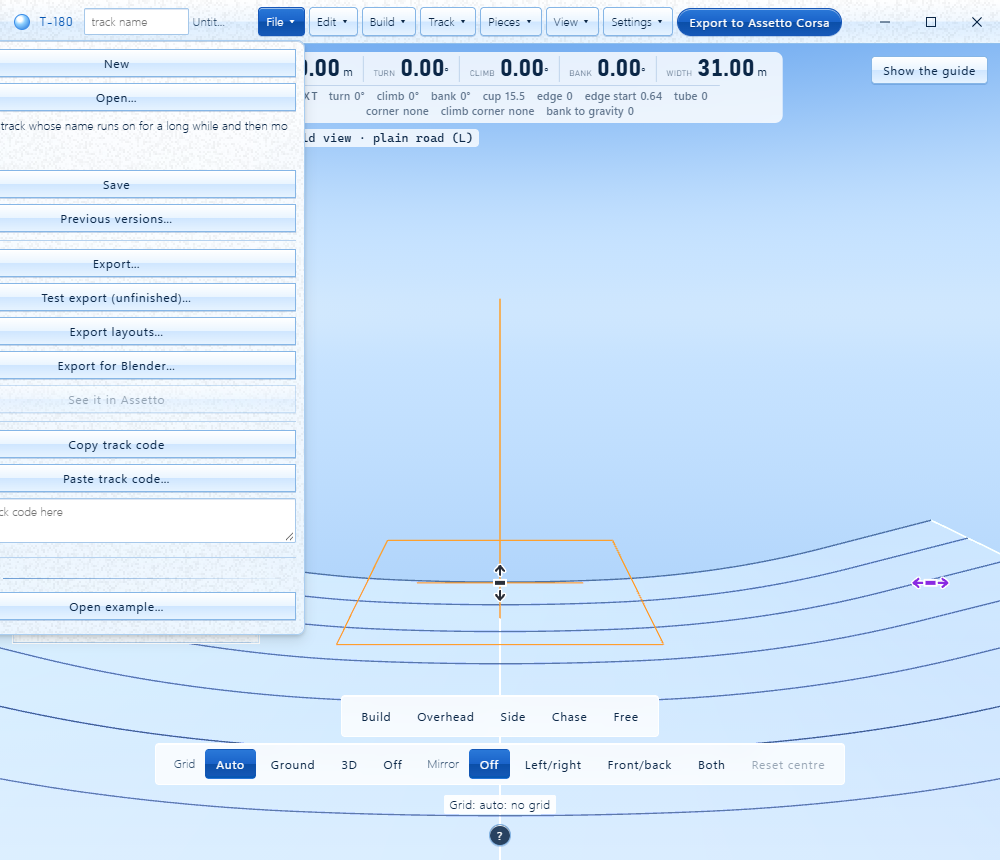 T-180 track name Untit... File Edit Build Track Pieces View Settings Export to Assetto Corsa
New
Open...
track whose name runs on for a long while and then mo
Save
Previous versions...
Export...
Test export (unfinished)...
Export layouts...
Export for Blender...
See it in Assetto
Copy track code
Paste track code...
ck code here
Open example...
0.00 m TURN 0.00° CLIMB 0.00° BANK 0.00° WIDTH 31.00 m
XT turn 0° climb 0° bank 0° cup 15.5 edge 0 edge start 0.64 tube 0
corner none climb corner none bank to gravity 0
ld view · plain road (L)
Show the guide
Build Overhead Side Chase Free
Grid Auto Ground 3D Off Mirror Off Left/right Front/back Both Reset centre
Grid: auto: no grid
?